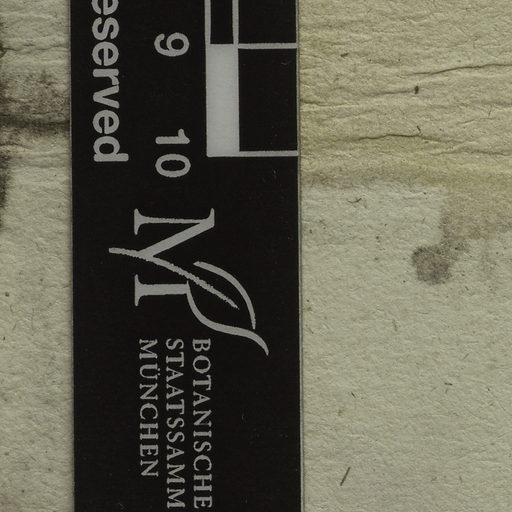 eserved
9 10
BOTANISCHE
STAATSSAMM
MÜNCHEN